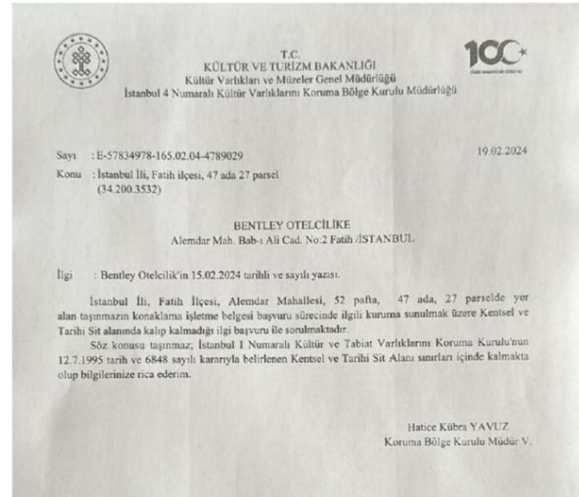 T.C.
KÜLTÜR VE TURİZM BAKANLIĞI
Kültür Varlıkları ve Müzeler Genel Müdürlüğü
İstanbul 4 Numaralı Kültür Varlıklarını Koruma Bölge Kurulu Müdürlüğü
100
Sayı : E-57834978-165.02.04-4789029
19.02.2024
Konu : İstanbul İli, Fatih ilçesi, 47 ada 27 parsel
(34.200.3532)
BENTLEY OTELCİLİKE
Alemdar Mah. Bab-ı Ali Cad. No:2 Fatih /İSTANBUL
İlgi : Bentley Otelcilik'in 15.02.2024 tarihli ve sayılı yazısı.
İstanbul İli, Fatih İlçesi, Alemdar Mahallesi, 52 pafta, 47 ada, 27 parselde yer
alan taşınmazın konaklama işletme belgesi başvuru sürecinde ilgili kuruma sunulmak üzere Kentsel ve
Tarihi Sit alanında kalıp kalmadığı ilgi başvuru ile sorulmaktadır.
Söz konusu taşınmaz; İstanbul I Numaralı Kültür ve Tabiat Varlıklarını Koruma Kurulu'nun
12.7.1995 tarih ve 6848 sayılı kararıyla belirlenen Kentsel ve Tarihi Sit Alanı sınırları içinde kalmakta
olup bilgilerinize rica ederim.
Hatice Kübra YAVUZ
Koruma Bölge Kurulu Müdür V.